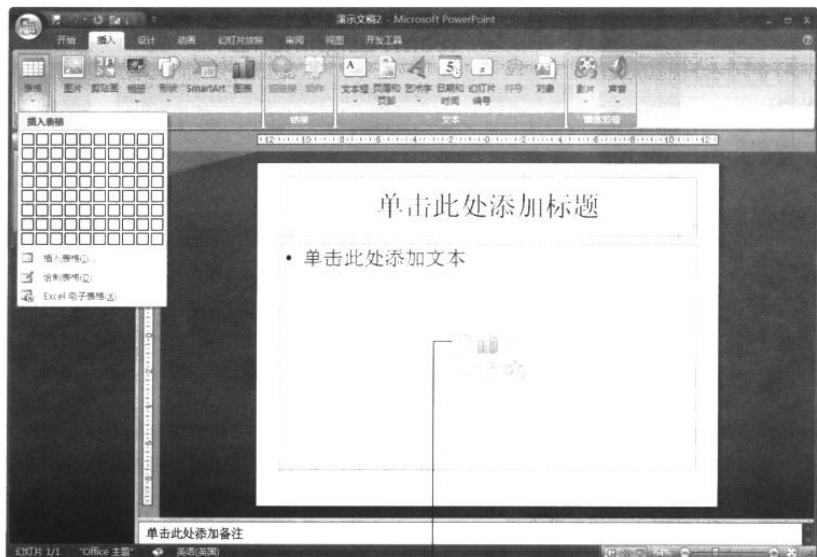 演示文稿2 - Microsoft PowerPoint
开始 插入 设计 动画 幻灯片放映 审阅 视图 开发工具
表格 图片 剪贴画 相册 形状 SmartArt 图表 超链接 动作 文本框 页眉和页脚 艺术字 日期和时间 幻灯片编号 符号 对象 影片 声音
链接 文本 媒体剪辑
插入表格
插入表格(I)...
绘制表格(D)
Excel 电子表格(X)
单击此处添加标题
• 单击此处添加文本
单击此处添加备注
幻灯片 1/1 "Office 主题" 英语(英国) 54%